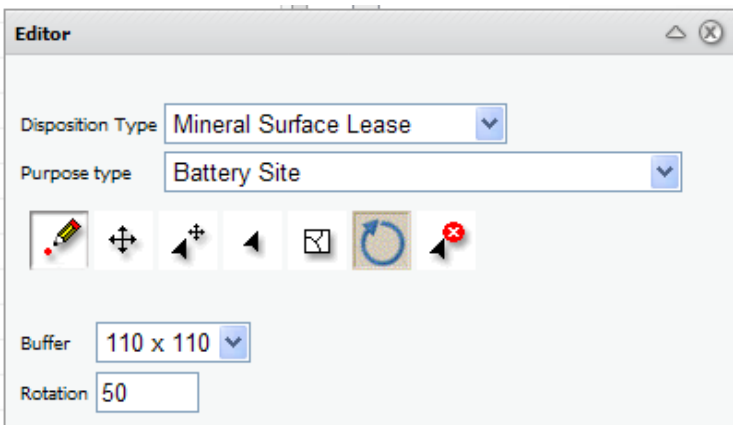 Editor
Disposition Type Mineral Surface Lease
Purpose type Battery Site
Buffer 110 x 110
Rotation 50